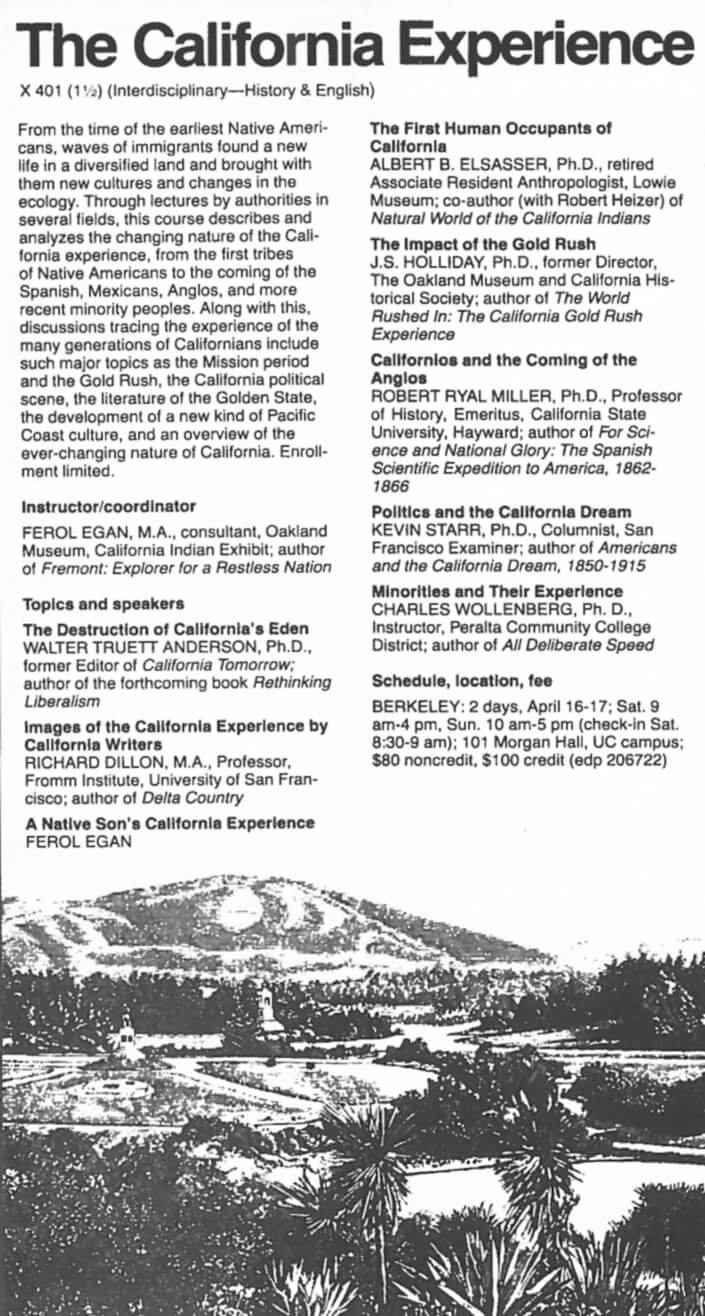 The California Experience
X 401 (1½) (Interdisciplinary—History & English)
From the time of the earliest Native Ameri-
cans, waves of immigrants found a new
life in a diversified land and brought with
them new cultures and changes in the
ecology. Through lectures by authorities in
several fields, this course describes and
analyzes the changing nature of the Cali-
fornia experience, from the first tribes
of Native Americans to the coming of the
Spanish, Mexicans, Anglos, and more
recent minority peoples. Along with this,
discussions tracing the experience of the
many generations of Californians include
such major topics as the Mission period
and the Gold Rush, the California political
scene, the literature of the Golden State,
the development of a new kind of Pacific
Coast culture, and an overview of the
ever-changing nature of California. Enroll-
ment limited.
Instructor/coordinator
FEROL EGAN, M.A., consultant, Oakland
Museum, California Indian Exhibit; author
of Fremont: Explorer for a Restless Nation
Topics and speakers
The Destruction of California's Eden
WALTER TRUETT ANDERSON, Ph.D.,
former Editor of California Tomorrow;
author of the forthcoming book Rethinking
Liberalism
Images of the California Experience by
California Writers
RICHARD DILLON, M.A., Professor,
Fromm Institute, University of San Fran-
cisco; author of Delta Country
A Native Son's California Experience
FEROL EGAN
The First Human Occupants of
California
ALBERT B. ELSASSER, Ph.D., retired
Associate Resident Anthropologist, Lowie
Museum; co-author (with Robert Heizer) of
Natural World of the California Indians
The Impact of the Gold Rush
J.S. HOLLIDAY, Ph.D., former Director,
The Oakland Museum and California His-
torical Society; author of The World
Rushed In: The California Gold Rush
Experience
Californios and the Coming of the
Anglos
ROBERT RYAL MILLER, Ph.D., Professor
of History, Emeritus, California State
University, Hayward; author of For Sci-
ence and National Glory: The Spanish
Scientific Expedition to America, 1862-
1866
Politics and the California Dream
KEVIN STARR, Ph.D., Columnist, San
Francisco Examiner; author of Americans
and the California Dream, 1850-1915
Minorities and Their Experience
CHARLES WOLLENBERG, Ph. D.,
Instructor, Peralta Community College
District; author of All Deliberate Speed
Schedule, location, fee
BERKELEY: 2 days, April 16-17; Sat. 9
am-4 pm, Sun. 10 am-5 pm (check-in Sat.
8:30-9 am); 101 Morgan Hall, UC campus;
$80 noncredit, $100 credit (edp 206722)